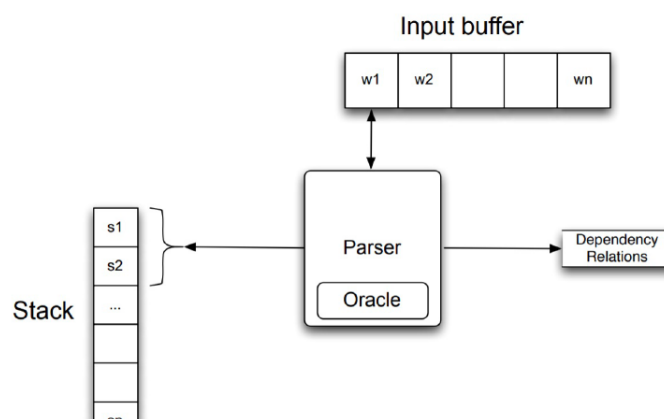 Input buffer
w1 w2 wn
Parser
Oracle
Dependency
Relations
Stack
s1
s2
...